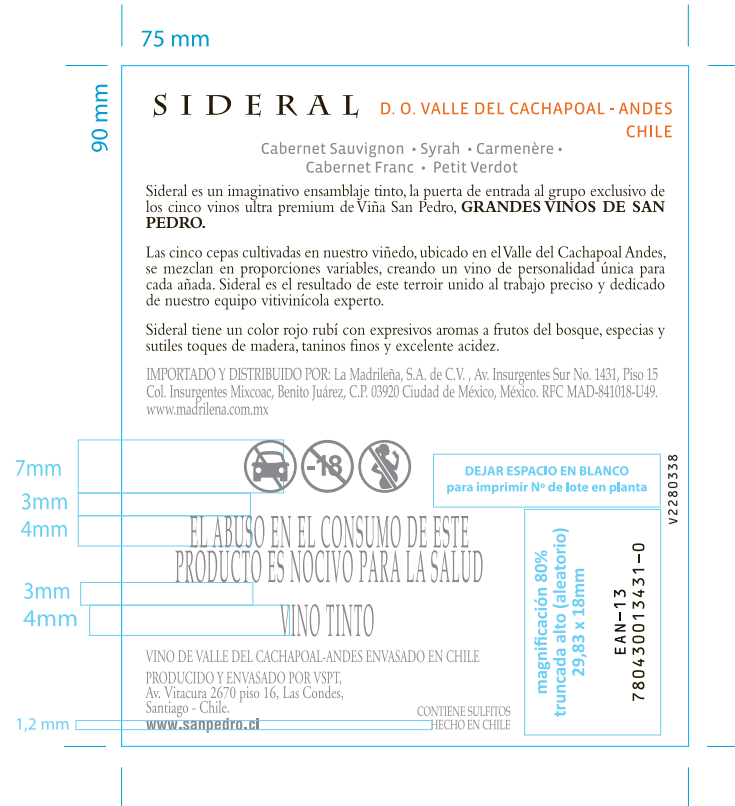 75 mm
90 mm
SIDERAL D. O. VALLE DEL CACHAPOAL - ANDES
CHILE
Cabernet Sauvignon • Syrah • Carmenère •
Cabernet Franc • Petit Verdot
Sideral es un imaginativo ensamblaje tinto, la puerta de entrada al grupo exclusivo de
los cinco vinos ultra premium de Viña San Pedro, GRANDES VINOS DE SAN
PEDRO.
Las cinco cepas cultivadas en nuestro viñedo, ubicado en el Valle del Cachapoal Andes,
se mezclan en proporciones variables, creando un vino de personalidad única para
cada añada. Sideral es el resultado de este terroir unido al trabajo preciso y dedicado
de nuestro equipo vitivinícola experto.
Sideral tiene un color rojo rubí con expresivos aromas a frutos del bosque, especias y
sutiles toques de madera, taninos finos y excelente acidez.
IMPORTADO Y DISTRIBUIDO POR: La Madrileña, S.A. de C.V. , Av. Insurgentes Sur No. 1431, Piso 15
Col. Insurgentes Mixcoac, Benito Juárez, C.P. 03920 Ciudad de México, México. RFC MAD-841018-U49.
www.madrilena.com.mx
7mm
-18
DEJAR ESPACIO EN BLANCO
para imprimir Nº de lote en planta
V2280338
3mm
4mm
EL ABUSO EN EL CONSUMO DE ESTE
PRODUCTO ES NOCIVO PARA LA SALUD
3mm
4mm
VINO TINTO
magnificación 80%
truncada alto (aleatorio)
29,83 x 18mm
EAN-13
780430013431-0
VINO DE VALLE DEL CACHAPOAL-ANDES ENVASADO EN CHILE
PRODUCIDO Y ENVASADO POR VSPT,
Av. Vitacura 2670 piso 16, Las Condes,
Santiago - Chile.
www.sanpedro.cl
CONTIENE SULFITOS
HECHO EN CHILE
1,2 mm